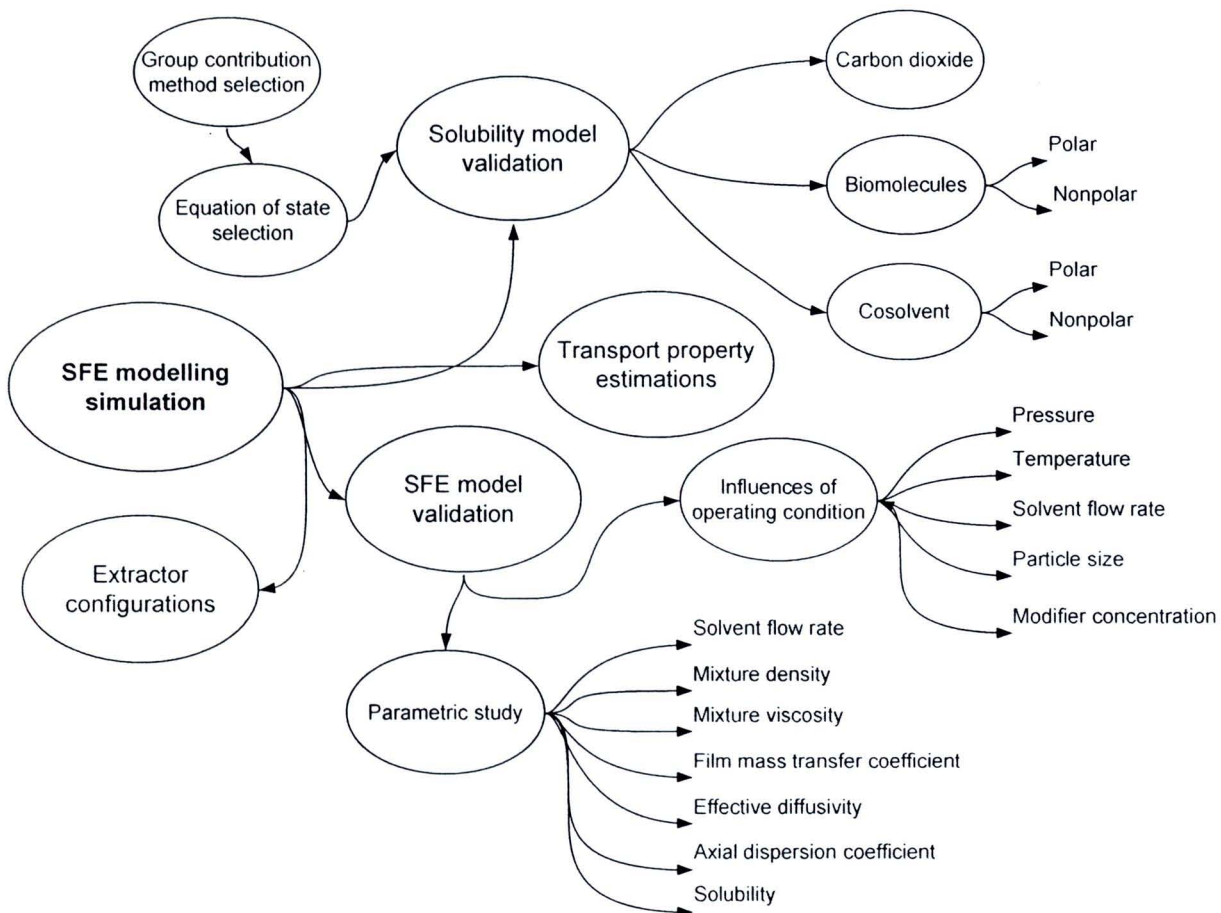 Group contribution
method selection
Carbon dioxide
Solubility model
validation
Equation of state
selection
Biomolecules
Polar
Nonpolar
Cosolvent
Polar
Nonpolar
SFE modelling
simulation
Transport property
estimations
SFE model
validation
Influences of
operating condition
Pressure
Temperature
Solvent flow rate
Particle size
Modifier concentration
Extractor
configurations
Parametric study
Solvent flow rate
Mixture density
Mixture viscosity
Film mass transfer coefficient
Effective diffusivity
Axial dispersion coefficient
Solubility